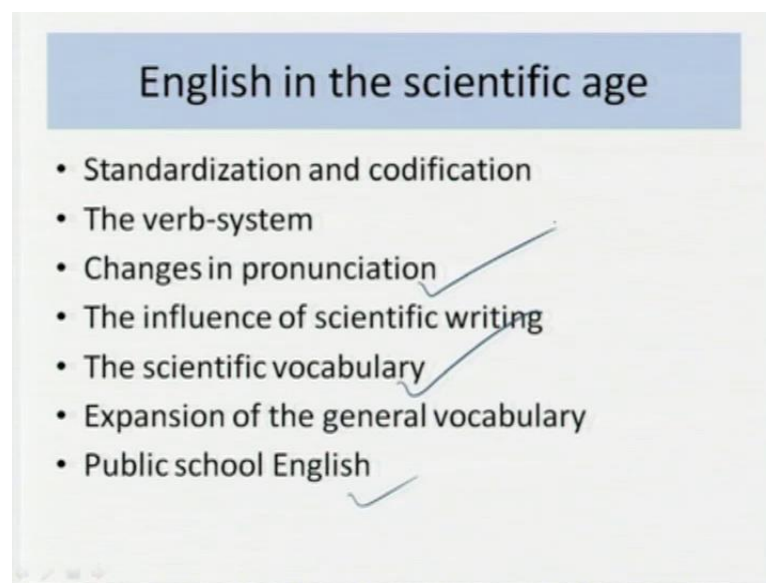 English in the scientific age
• Standardization and codification
• The verb-system
• Changes in pronunciation
• The influence of scientific writing
• The scientific vocabulary
• Expansion of the general vocabulary
• Public school English